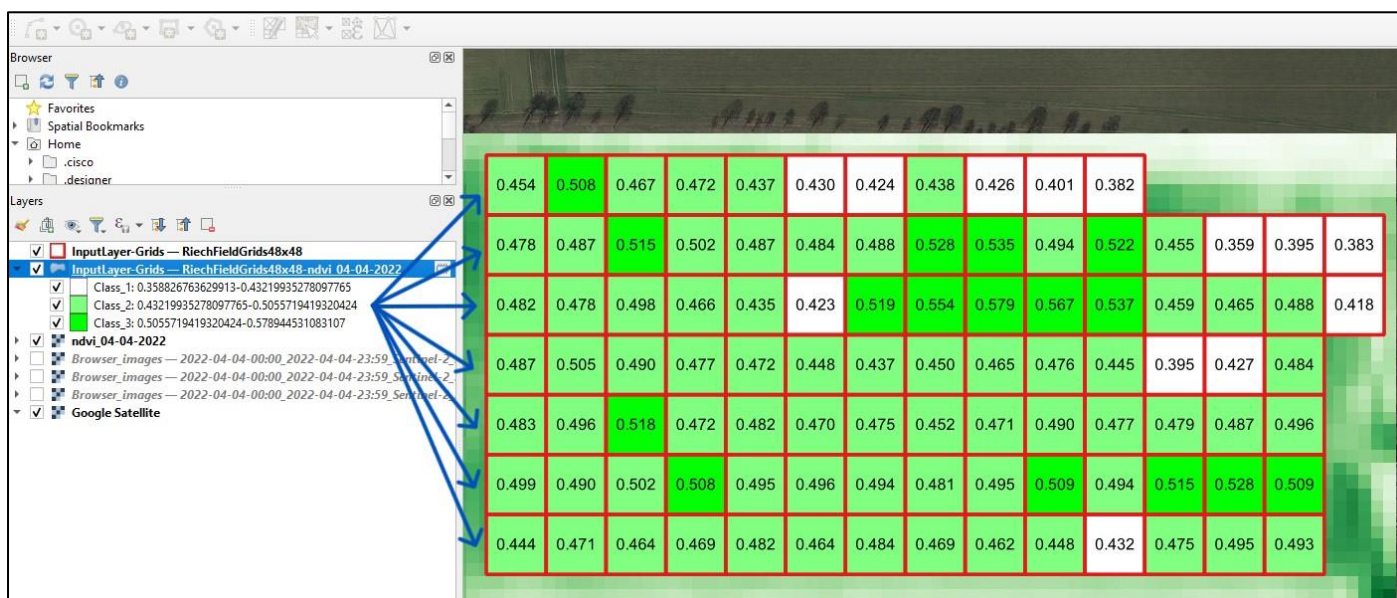 Browser
Favorites
Spatial Bookmarks
Home
.cisco
.designer
Layers
InputLayer-Grids — RiechFieldGrids48x48
InputLayer-Grids — RiechFieldGrids48x48-ndvi_04-04-2022
Class_1: 0.358826763629913-0.43219935278097765
Class_2: 0.43219935278097765-0.5055719419320424
Class_3: 0.5055719419320424-0.578944531083107
ndvi_04-04-2022
Browser_images — 2022-04-04-00:00_2022-04-04-23:59_Sentinel-2_
Browser_images — 2022-04-04-00:00_2022-04-04-23:59_Sentinel-2_
Browser_images — 2022-04-04-00:00_2022-04-04-23:59_Sentinel-2_
Google Satellite
0.454 0.508 0.467 0.472 0.437 0.430 0.424 0.438 0.426 0.401 0.382
0.478 0.487 0.515 0.502 0.487 0.484 0.488 0.528 0.535 0.494 0.522 0.455 0.359 0.395 0.383
0.482 0.478 0.498 0.466 0.435 0.423 0.519 0.554 0.579 0.567 0.537 0.459 0.465 0.488 0.418
0.487 0.505 0.490 0.477 0.472 0.448 0.437 0.450 0.465 0.476 0.445 0.395 0.427 0.484
0.483 0.496 0.518 0.472 0.482 0.470 0.475 0.452 0.471 0.490 0.477 0.479 0.487 0.496
0.499 0.490 0.502 0.508 0.495 0.496 0.494 0.481 0.495 0.509 0.494 0.515 0.528 0.509
0.444 0.471 0.464 0.469 0.482 0.464 0.484 0.469 0.462 0.448 0.432 0.475 0.495 0.493